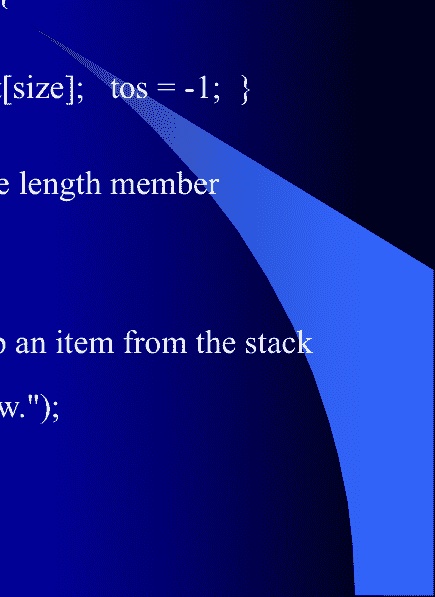 {
t[size];   tos = -1;  }
e length member
p an item from the stack
w.");